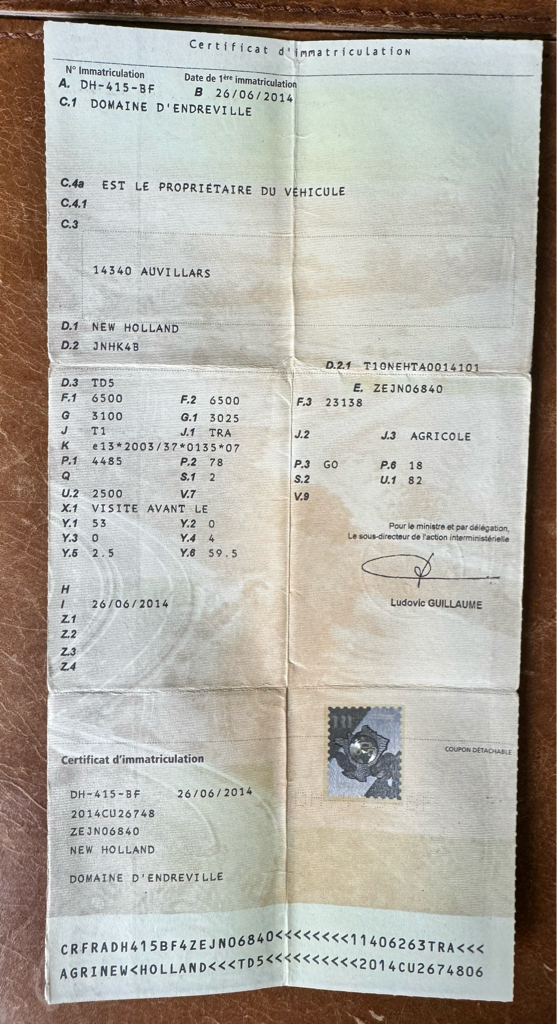 Certificat d'immatriculation
N° Immatriculation Date de 1ère immatriculation
A. DH-415-BF B 26/06/2014
C.1 DOMAINE D'ENDREVILLE
C.4a EST LE PROPRIÉTAIRE DU VÉHICULE
C.4.1
C.3
14340 AUVILLARS
D.1 NEW HOLLAND
D.2 JNHK4B
D.2.1 T10NEHTA0014101
D.3 TD5 E. ZEJN06840
F.1 6500 F.2 6500 F.3 23138
G 3100 G.1 3025
J T1 J.1 TRA J.2 J.3 AGRICOLE
K e13*2003/37*0135*07
P.1 4485 P.2 78 P.3 GO P.6 18
Q S.1 2 S.2 U.1 82
U.2 2500 V.7 V.9
X.1 VISITE AVANT LE
Y.1 53 Y.2 0
Y.3 0 Y.4 4
Y.5 2.5 Y.6 59.5
Pour le ministre et par délégation,
Le sous-directeur de l'action interministérielle
Ludovic GUILLAUME
H
I 26/06/2014
Z.1
Z.2
Z.3
Z.4
COUPON DÉTACHABLE
Certificat d'immatriculation
DH-415-BF 26/06/2014
2014CU26748
ZEJN06840
NEW HOLLAND
DOMAINE D'ENDREVILLE
CRFRADH415BF4ZEJN06840<<<<<<<<11406263TRA<<<
AGRINEW<HOLLAND<<<TD5<<<<<<<<<<2014CU2674806